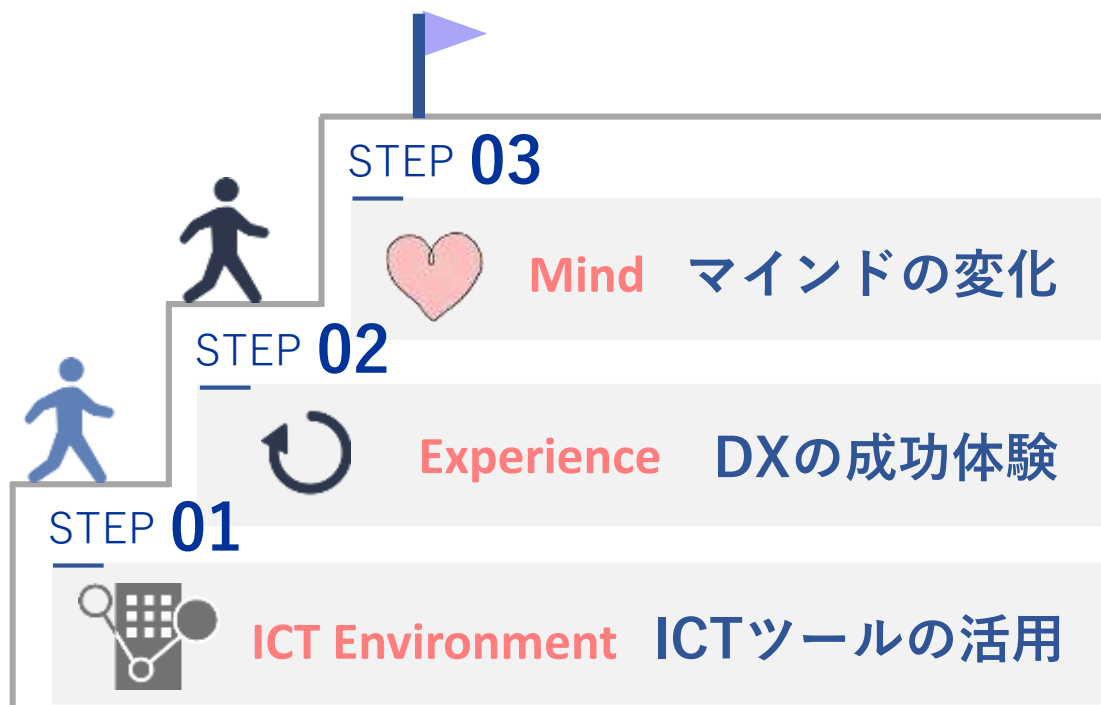 STEP 03
Mind マインドの変化
STEP 02
Experience DXの成功体験
STEP 01
ICT Environment ICTツールの活用